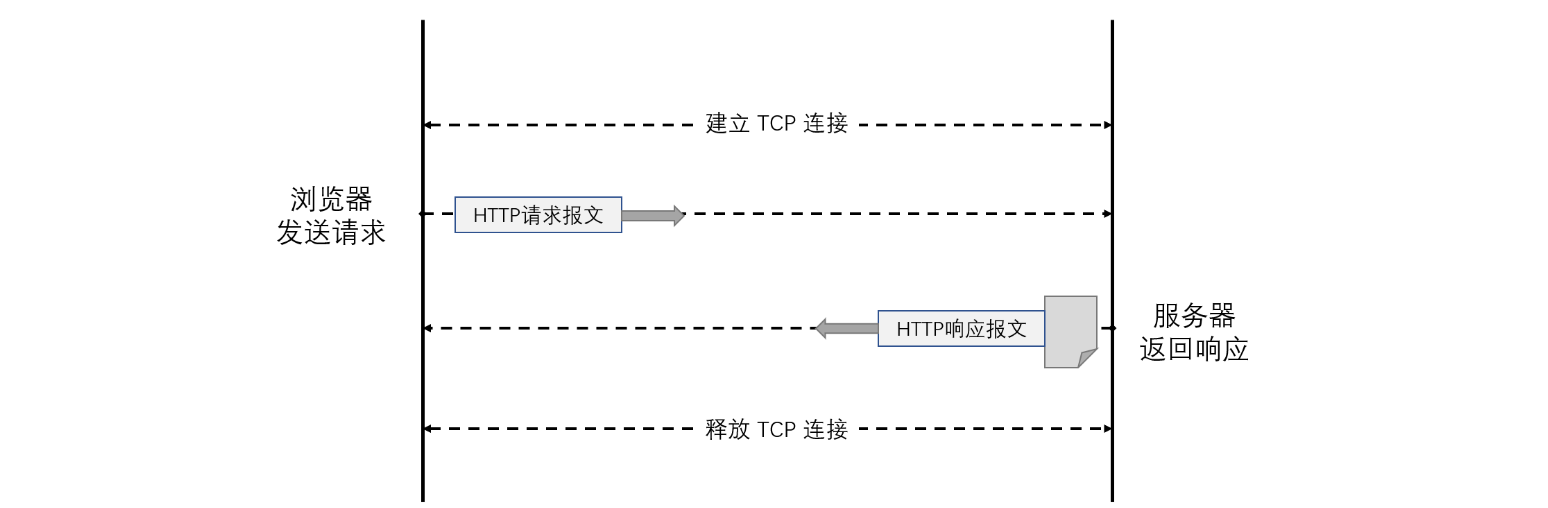 建立 TCP 连接
浏览器
发送请求
HTTP请求报文
HTTP响应报文
服务器
返回响应
释放 TCP 连接